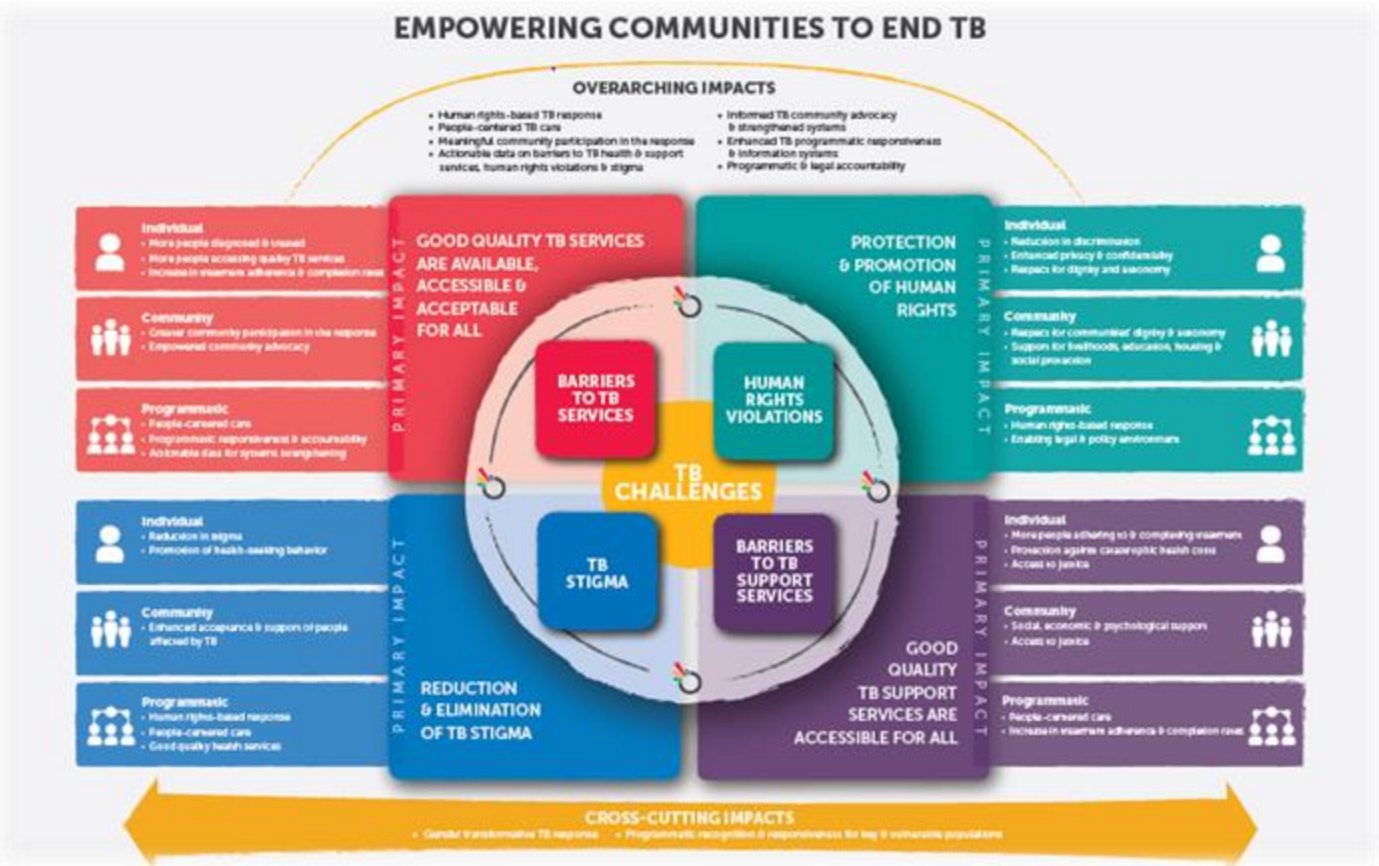 EMPOWERING COMMUNITIES TO END TB
OVERARCHING IMPACTS
• Human rights-based TB response
• People-centered TB care
• Meaningful community participation in the response
• Actionable data on barriers to TB health & support
services, human rights violations & stigma
• Informed TB community advocacy
& strengthened systems
• Enhanced TB programmatic responsiveness
& information systems
• Programmatic & legal accountability
Individual
• More people diagnosed & treated
• More people accessing quality TB services
• Increase in treatment adherence & completion rates
Community
• Greater community participation in the response
• Empowered community advocacy
Programmatic
• People-centered care
• Programmatic responsiveness & accountability
• Actionable data for systems strengthening
PRIMARY IMPACT
GOOD QUALITY TB SERVICES
ARE AVAILABLE,
ACCESSIBLE &
ACCEPTABLE
FOR ALL
PROTECTION
& PROMOTION
OF HUMAN
RIGHTS
PRIMARY IMPACT
Individual
• Reduction in discrimination
• Enhanced privacy & confidentiality
• Respect for dignity and autonomy
Community
• Respect for communities' dignity & autonomy
• Support for livelihoods, education, housing &
social protection
Programmatic
• Human rights-based response
• Enabling legal & policy environment
BARRIERS
TO TB
SERVICES
HUMAN
RIGHTS
VIOLATIONS
TB
CHALLENGES
TB
STIGMA
BARRIERS
TO TB
SUPPORT
SERVICES
Individual
• Reduction in stigma
• Promotion of health-seeking behavior
Community
• Enhanced acceptance & support of people
affected by TB
Programmatic
• Human rights-based response
• People-centered care
• Good quality health services
PRIMARY IMPACT
REDUCTION
& ELIMINATION
OF TB STIGMA
GOOD
QUALITY
TB SUPPORT
SERVICES ARE
ACCESSIBLE FOR ALL
PRIMARY IMPACT
Individual
• More people adhering to & completing treatment
• Protection against catastrophic health costs
• Access to justice
Community
• Social, economic & psychological support
• Access to justice
Programmatic
• People-centered care
• Increase in treatment adherence & completion rates
CROSS-CUTTING IMPACTS
• Gender transformative TB response • Programmatic recognition & responsiveness for key & vulnerable populations